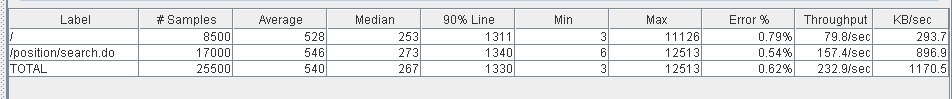 Label # Samples Average Median 90% Line Min Max Error % Throughput KB/sec
/ 8500 528 253 1311 3 11126 0.79% 79.8/sec 293.7
/position/search.do 17000 546 273 1340 6 12513 0.54% 157.4/sec 896.9
TOTAL 25500 540 267 1330 3 12513 0.62% 232.9/sec 1170.5